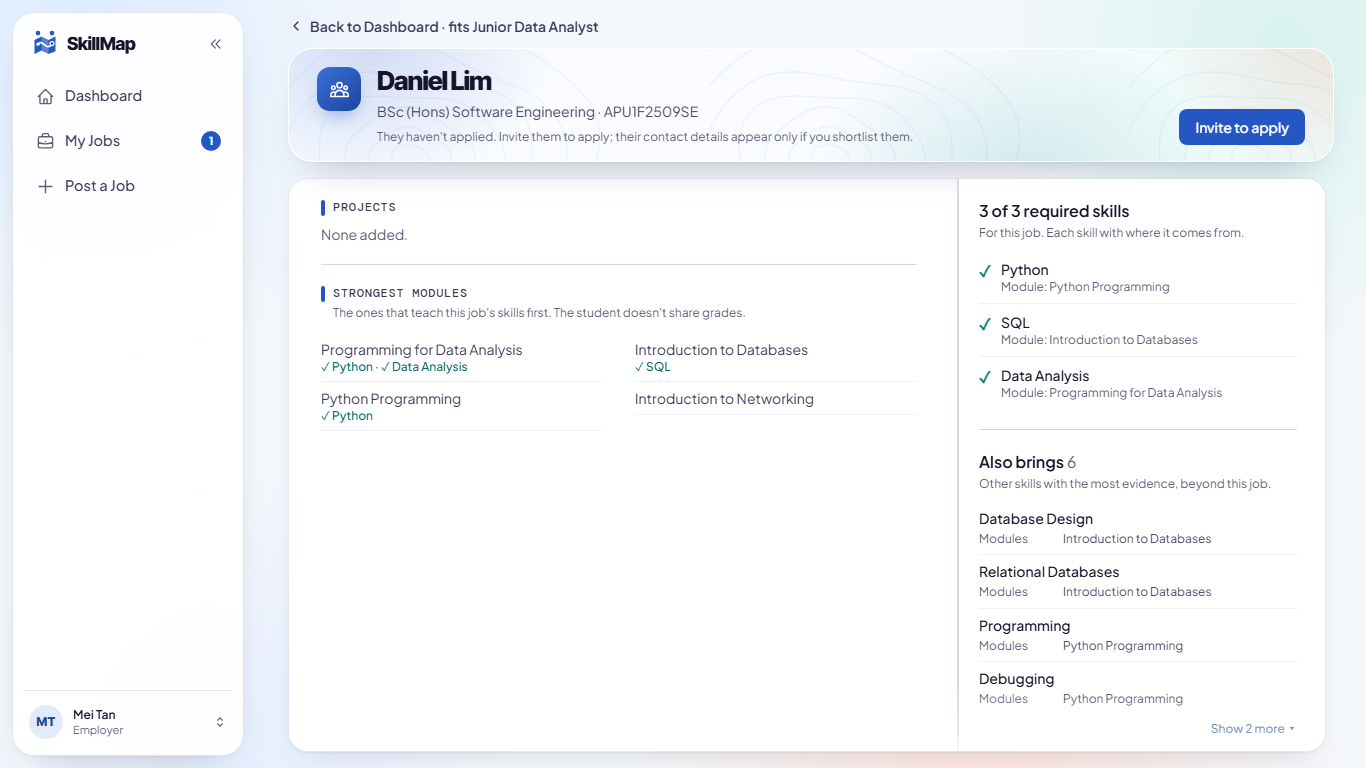 SkillMap
Dashboard
My Jobs 1
Post a Job
MT
Mei Tan
Employer
Back to Dashboard · fits Junior Data Analyst
Daniel Lim
BSc (Hons) Software Engineering · APU1F2509SE
They haven't applied. Invite them to apply; their contact details appear only if you shortlist them.
Invite to apply
PROJECTS
None added.
STRONGEST MODULES
The ones that teach this job's skills first. The student doesn't share grades.
Programming for Data Analysis
✓ Python · ✓ Data Analysis
Introduction to Databases
✓ SQL
Python Programming
✓ Python
Introduction to Networking
3 of 3 required skills
For this job. Each skill with where it comes from.
✓ Python
Module: Python Programming
✓ SQL
Module: Introduction to Databases
✓ Data Analysis
Module: Programming for Data Analysis
Also brings 6
Other skills with the most evidence, beyond this job.
Database Design
Modules Introduction to Databases
Relational Databases
Modules Introduction to Databases
Programming
Modules Python Programming
Debugging
Modules Python Programming
Show 2 more